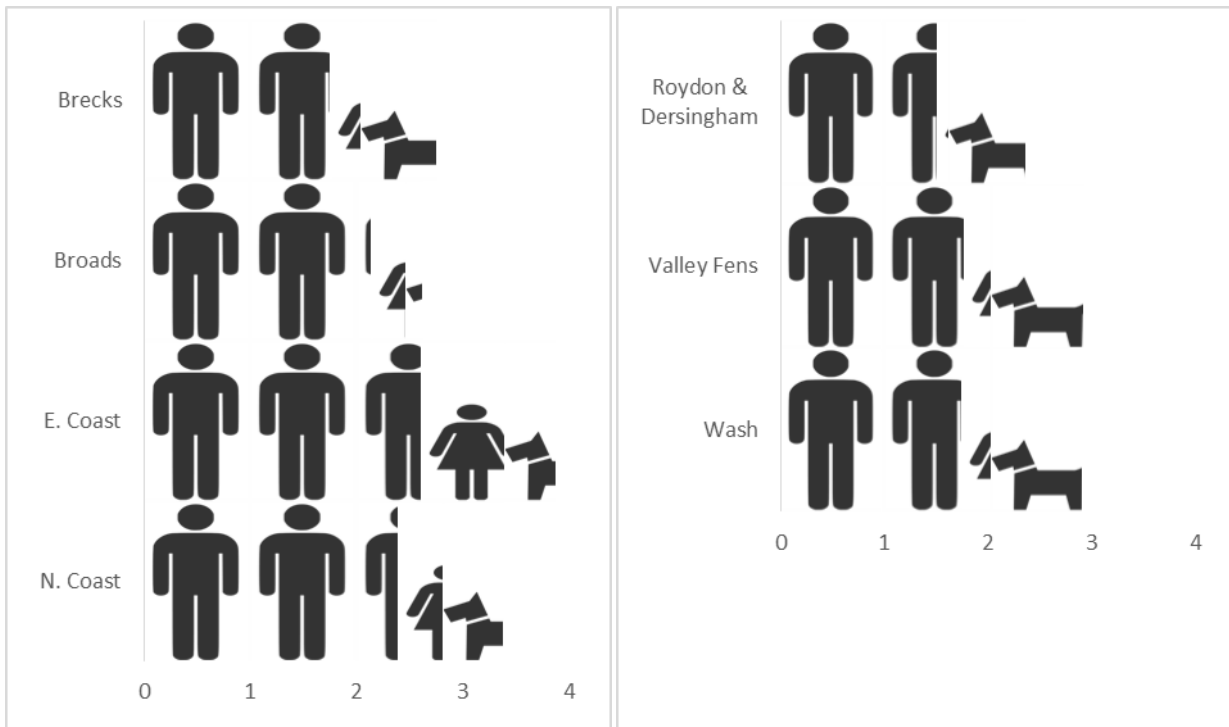 Brecks
Broads
E. Coast
N. Coast
0 1 2 3 4
Roydon &
Dersingham
Valley Fens
Wash
0 1 2 3 4